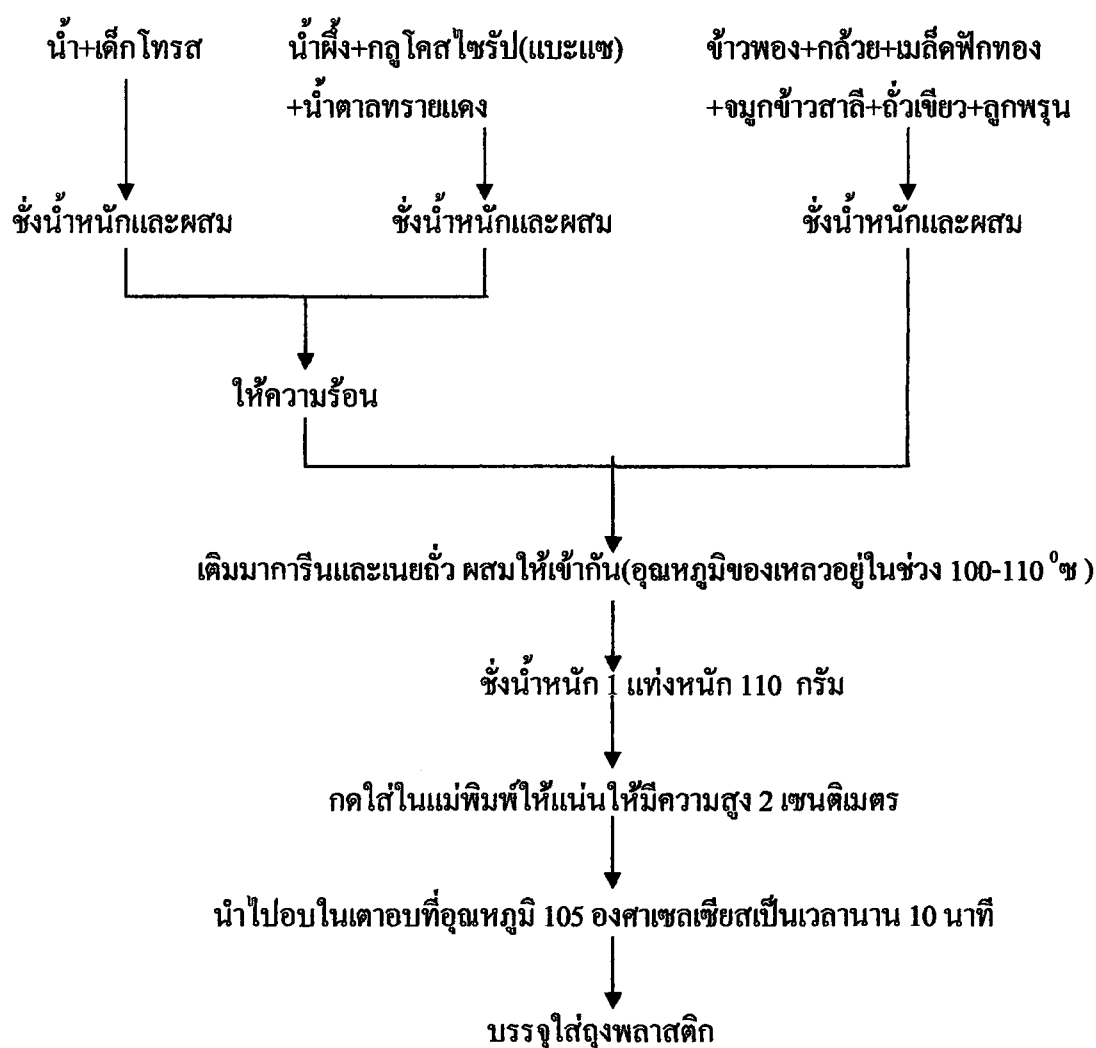 น้ำ+เด็กโทรส
น้ำผึ้ง+กลูโคสไซรัป(แบะแซ)
+น้ำตาลทรายแดง
ข้าวพอง+กล้วย+เมล็ดฟักทอง
+จมูกข้าวสาลี+ถั่วเขียว+ลูกพรุน
ชั่งน้ำหนักและผสม
ชั่งน้ำหนักและผสม
ชั่งน้ำหนักและผสม
ให้ความร้อน
เติมมาการีนและเนยถั่ว ผสมให้เข้ากัน(อุณหภูมิของเหลวอยู่ในช่วง 100-110 ⁰ซ )
ชั่งน้ำหนัก 1 แท่งหนัก 110 กรัม
กดใส่ในแม่พิมพ์ให้แน่นให้มีความสูง 2 เซนติเมตร
นำไปอบในเตาอบที่อุณหภูมิ 105 องศาเซลเซียสเป็นเวลานาน 10 นาที
บรรจุใส่ถุงพลาสติก